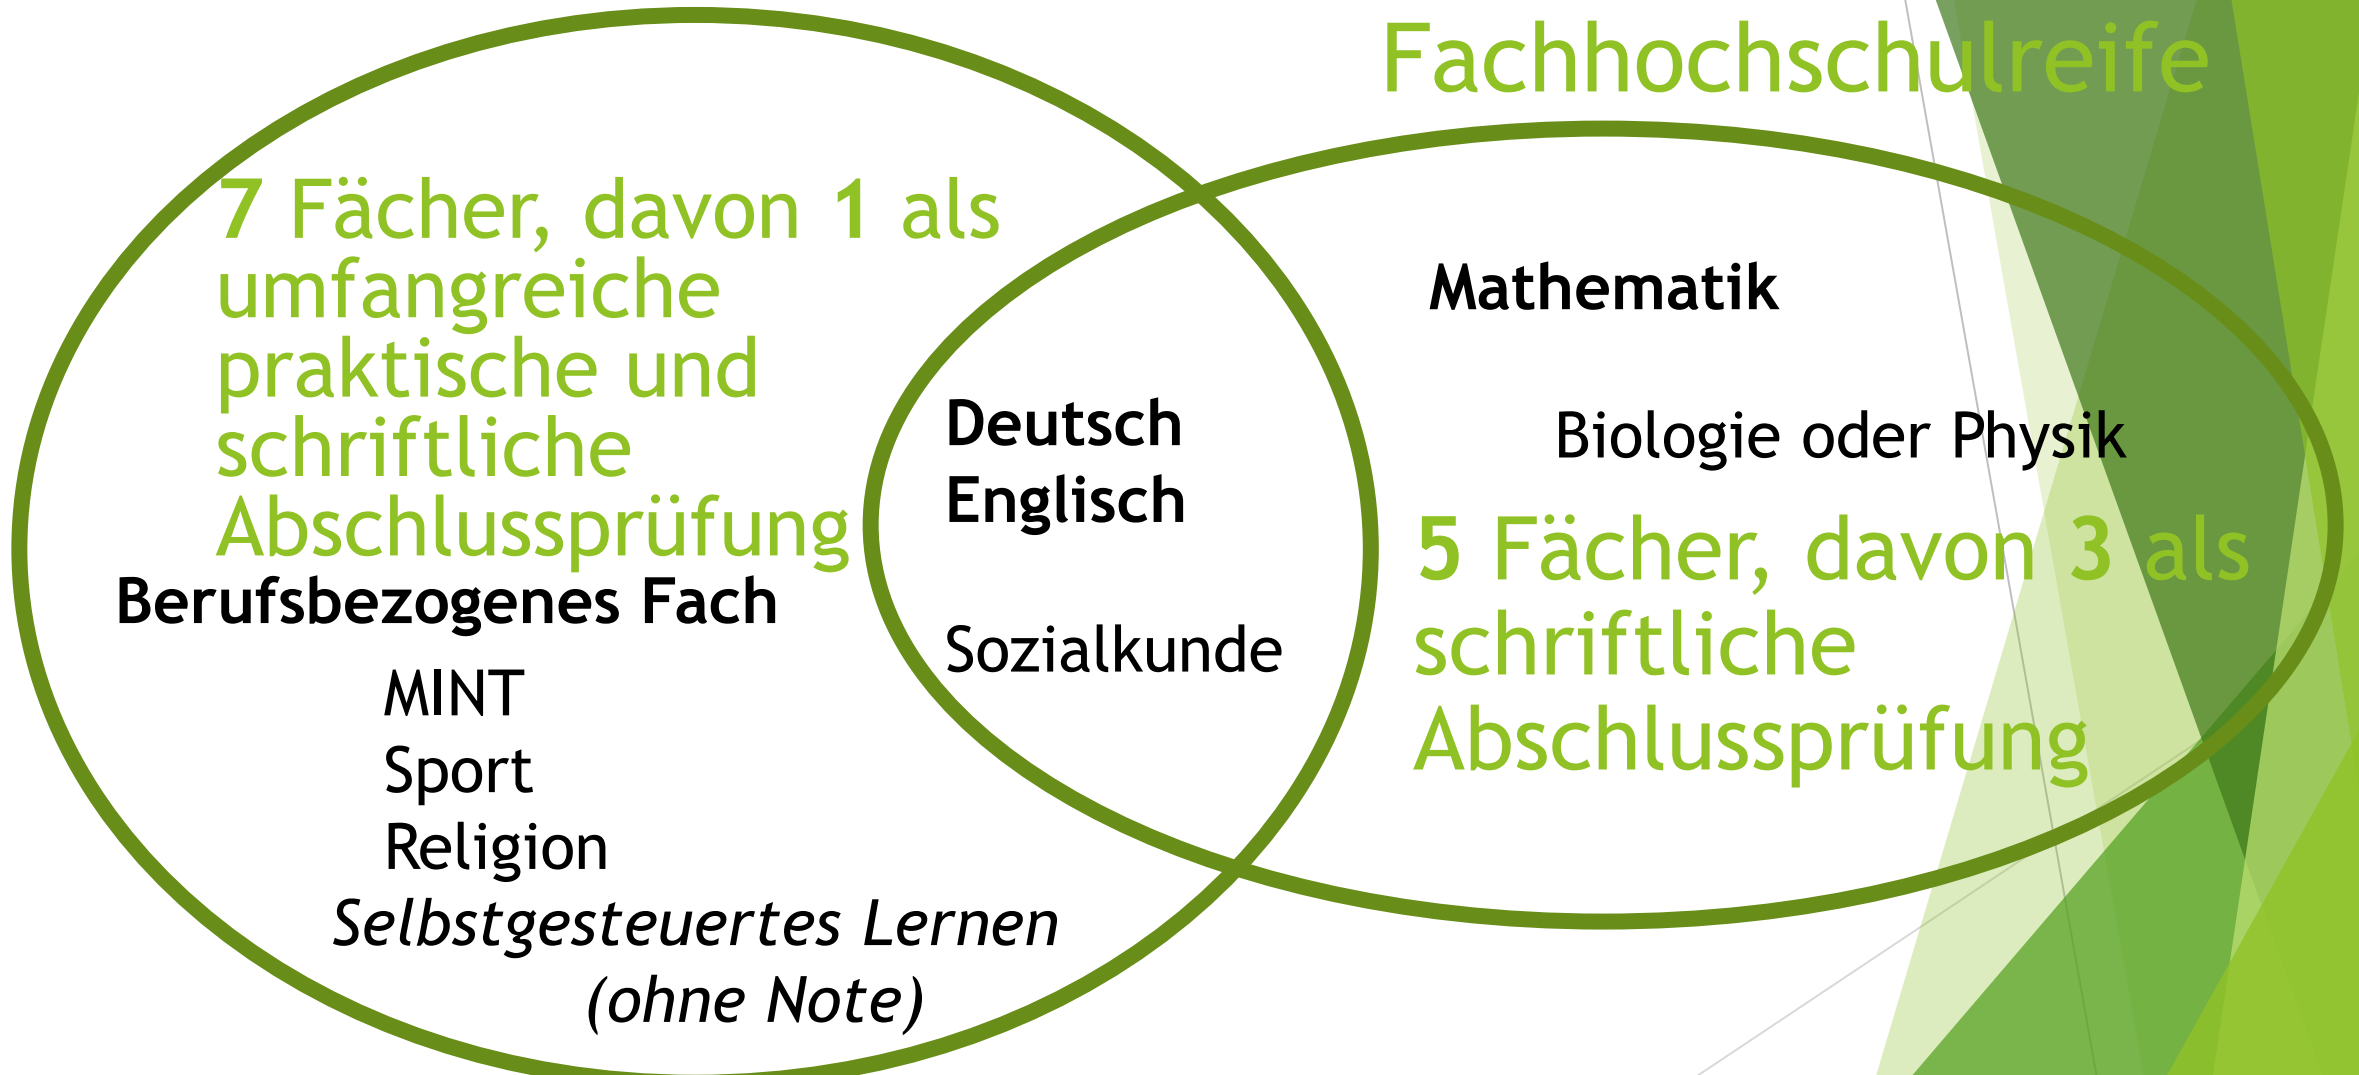 Fachhochschulreife
7 Fächer, davon 1 als
umfangreiche
praktische und
schriftliche
Abschlussprüfung
Berufsbezogenes Fach
MINT
Sport
Religion
Selbstgesteuertes Lernen
(ohne Note)
Deutsch
Englisch
Sozialkunde
Mathematik
Biologie oder Physik
5 Fächer, davon 3 als
schriftliche
Abschlussprüfung